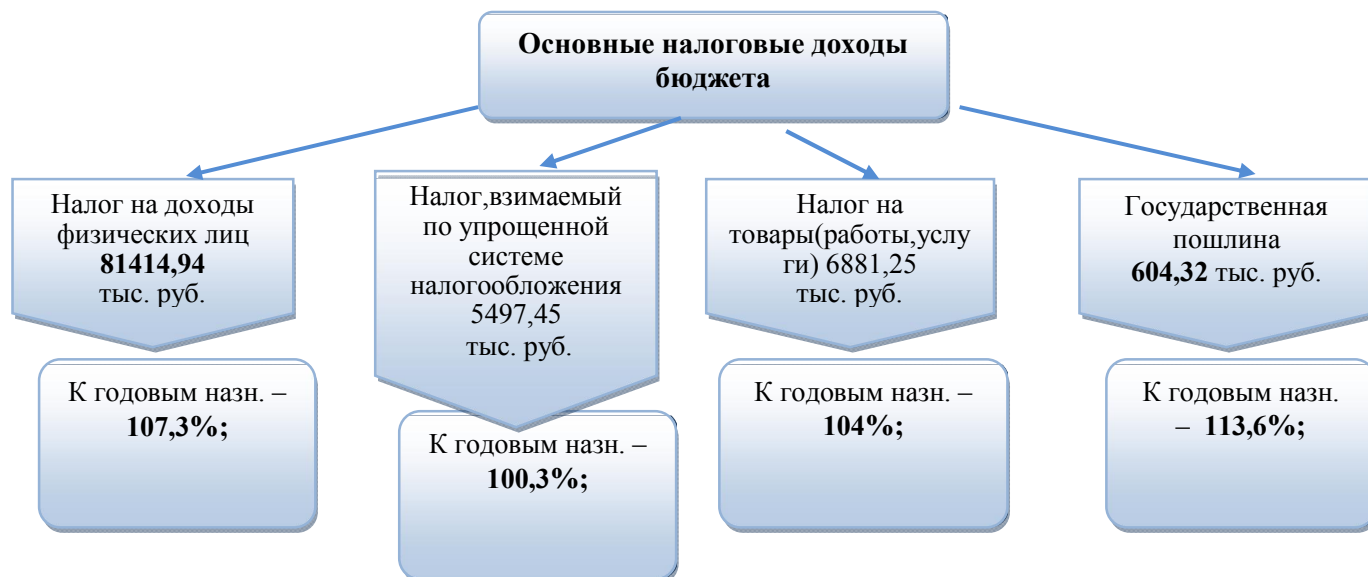 Основные налоговые доходы
бюджета
Налог на доходы
физических лиц
81414,94
тыс. руб.
Налог,взимаемый
по упрощенной
системе
налогообложения
5497,45
тыс. руб.
Налог на
товары(работы,услу
ги) 6881,25
тыс. руб.
Государственная
пошлина
604,32 тыс. руб.
К годовым назн. –
107,3%;
К годовым назн. –
100,3%;
К годовым назн. –
104%;
К годовым назн.
– 113,6%;